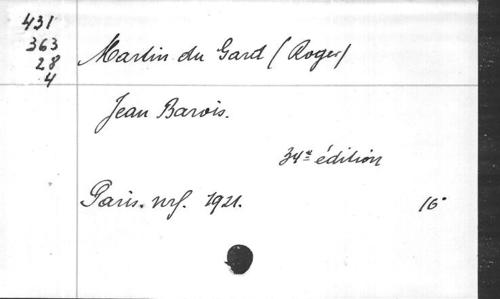 431
363
28
4
Martin du Gard (Roger)
Jean Barois.
34e édition
Paris. nrf. 1921. 16°